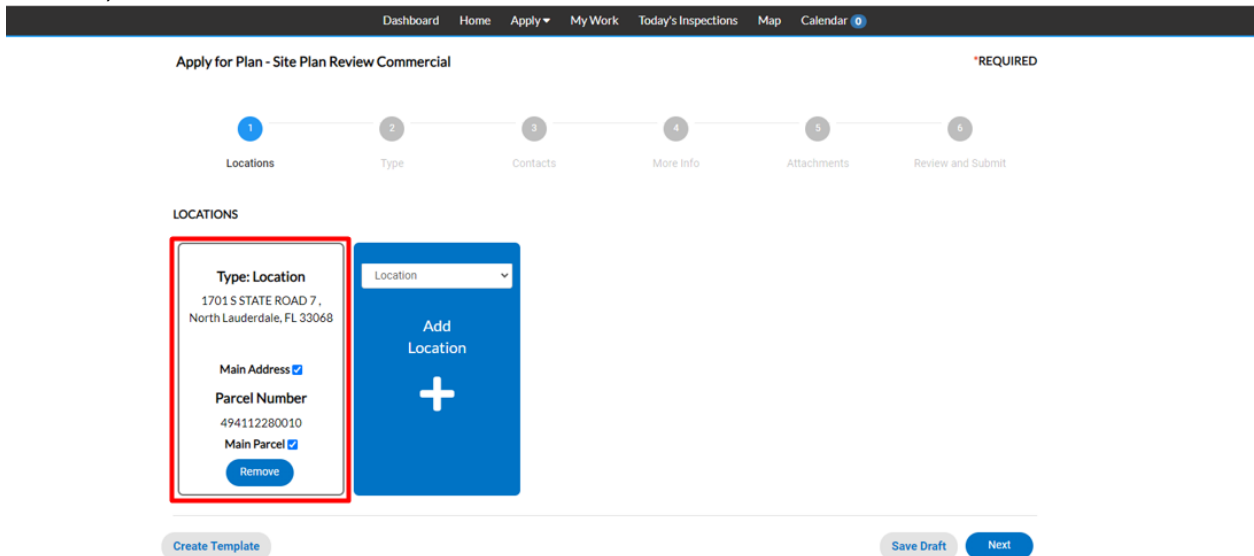 Dashboard Home Apply My Work Today's Inspections Map Calendar 0
Apply for Plan - Site Plan Review Commercial
*REQUIRED
1 2 3 4 5 6
Locations Type Contacts More Info Attachments Review and Submit
LOCATIONS
Type: Location
1701 S STATE ROAD 7 ,
North Lauderdale, FL 33068
Main Address
Parcel Number
494112280010
Main Parcel
Remove
Location
Add
Location
Create Template
Save Draft
Next